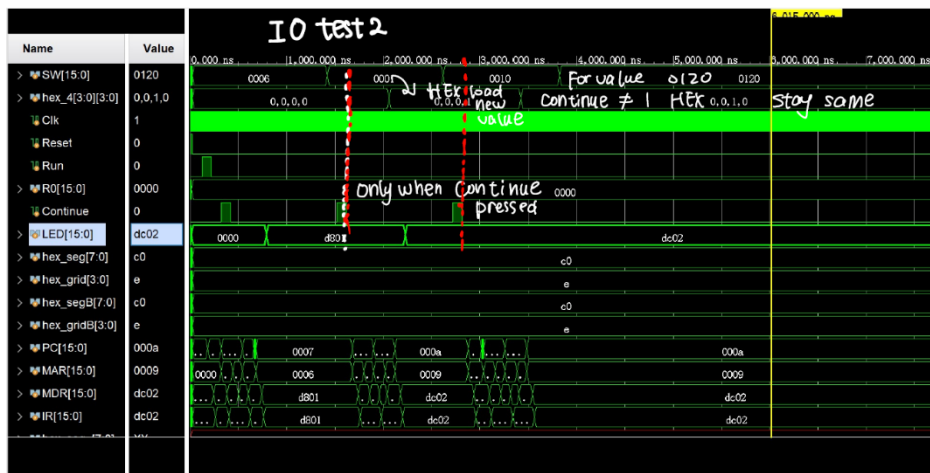 IO test2
6,015.000 ns
Name Value
0.000 ns 1,000.000 ns 2,000.000 ns 3,000.000 ns 4,000.000 ns 5,000.000 ns 6,000.000 ns 7,000.000 ns
SW[15:0] 0120 0006 0010 For value 0120 0120
hex_4[3:0][3:0] 0,0,1,0 0,0,0,0 HEX load new value Continue ≠ 1 HEX 0,0,1,0 stay same
Clk 1
Reset 0
Run 0
R0[15:0] 0000 only when Continue pressed 0000
Continue 0
LED[15:0] dc02 0000 d801 dc02
hex_seg[7:0] c0 c0
hex_grid[3:0] e e
hex_segB[7:0] c0 c0
hex_gridB[3:0] e e
PC[15:0] 000a 0007 000a 000a
MAR[15:0] 0009 0000 0006 0009 0009
MDR[15:0] dc02 d801 dc02 dc02
IR[15:0] dc02 d801 dc02 dc02